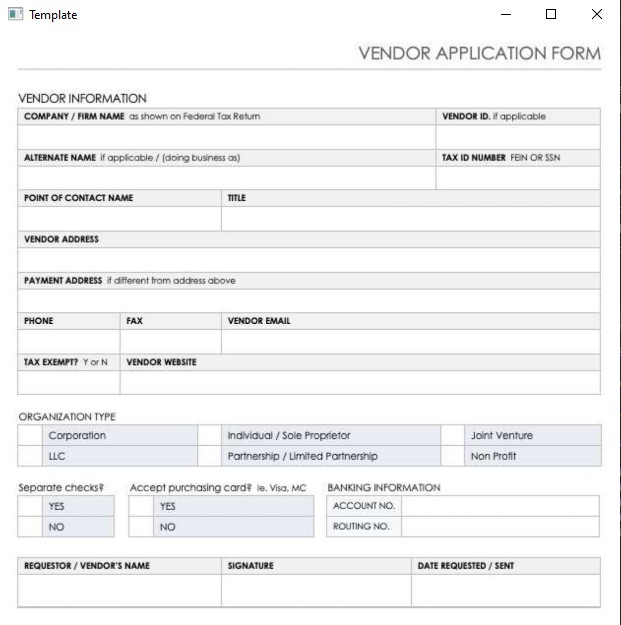 Template
VENDOR APPLICATION FORM
VENDOR INFORMATION
COMPANY / FIRM NAME as shown on Federal Tax Return VENDOR ID. if applicable
ALTERNATE NAME if applicable / (doing business as) TAX ID NUMBER FEIN OR SSN
POINT OF CONTACT NAME TITLE
VENDOR ADDRESS
PAYMENT ADDRESS if different from address above
PHONE FAX VENDOR EMAIL
TAX EXEMPT? Y or N VENDOR WEBSITE
ORGANIZATION TYPE
Corporation Individual / Sole Proprietor Joint Venture
LLC Partnership / Limited Partnership Non Profit
Separate checks? Accept purchasing card? Ie. Visa, MC BANKING INFORMATION
YES YES ACCOUNT NO.
NO NO ROUTING NO.
REQUESTOR / VENDOR'S NAME SIGNATURE DATE REQUESTED / SENT